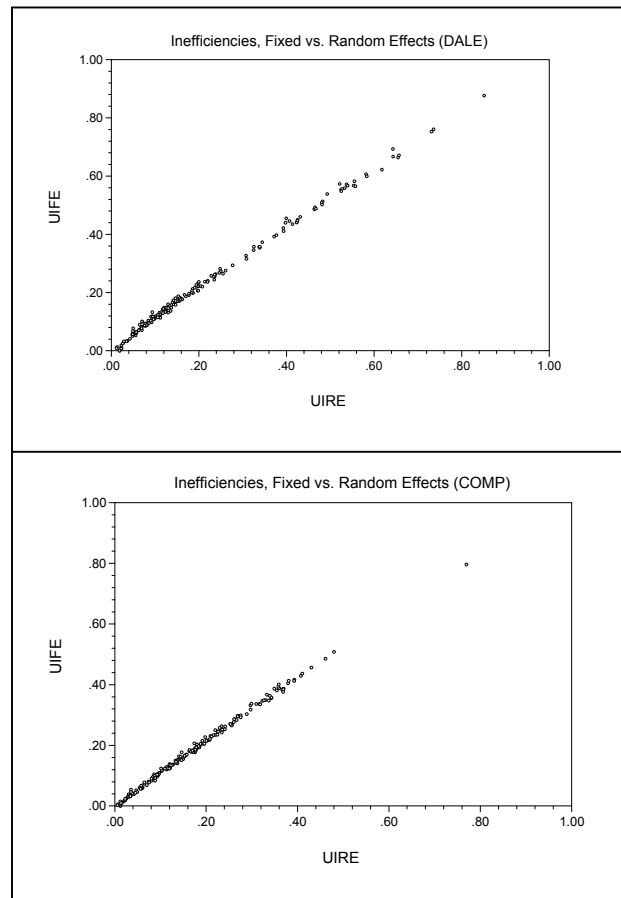 Inefficiencies, Fixed vs. Random Effects (DALE)
1.00
.80
.60
.40
.20
.00
UIFE
.00 .20 .40 .60 .80 1.00
UIRE
Inefficiencies, Fixed vs. Random Effects (COMP)
1.00
.80
.60
.40
.20
.00
UIFE
.00 .20 .40 .60 .80 1.00
UIRE